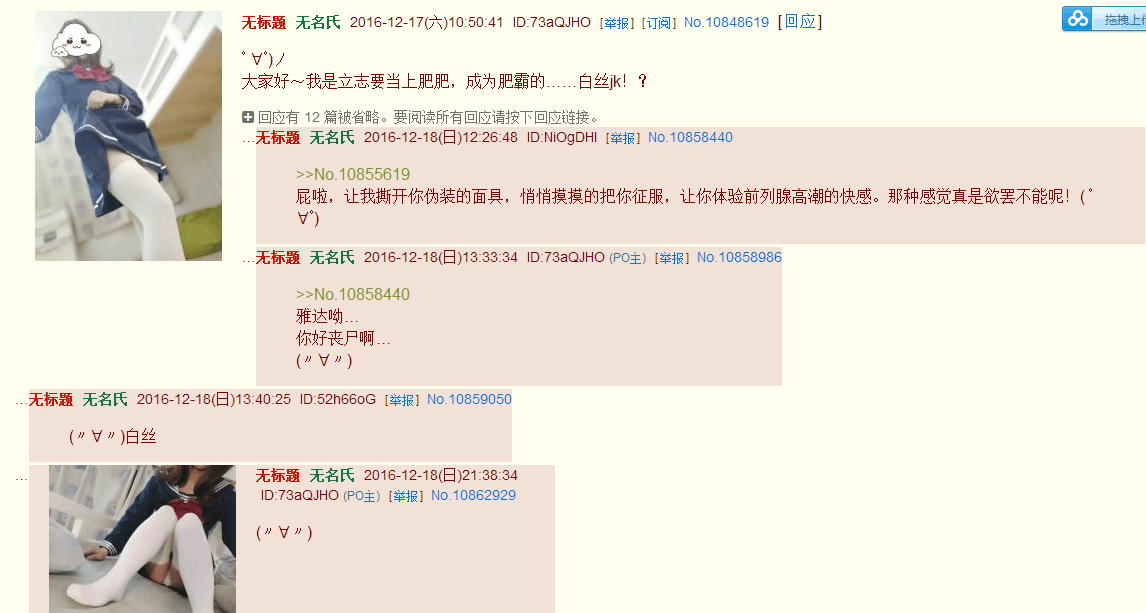 无标题 无名氏 2016-12-17(六)10:50:41 ID:73aQJHO [举报] [订阅] No.10848619 [回应]
拖拽上
ﾟ∀ﾟ)ノ
大家好～我是立志要当上肥肥，成为肥霸的……白丝jk！？
回应有 12 篇被省略。要阅读所有回应请按下回应链接。
…无标题 无名氏 2016-12-18(日)12:26:48 ID:NiOgDHI [举报] No.10858440
>>No.10855619
屁啦，让我撕开你伪装的面具，悄悄摸摸的把你征服，让你体验前列腺高潮的快感。那种感觉真是欲罢不能呢！(ﾟ
∀ﾟ)
…无标题 无名氏 2016-12-18(日)13:33:34 ID:73aQJHO (PO主) [举报] No.10858986
>>No.10858440
雅达呦…
你好丧尸啊…
(〃∀〃)
…无标题 无名氏 2016-12-18(日)13:40:25 ID:52h66oG [举报] No.10859050
(〃∀〃)白丝
…
无标题 无名氏 2016-12-18(日)21:38:34
ID:73aQJHO (PO主) [举报] No.10862929
(〃∀〃)